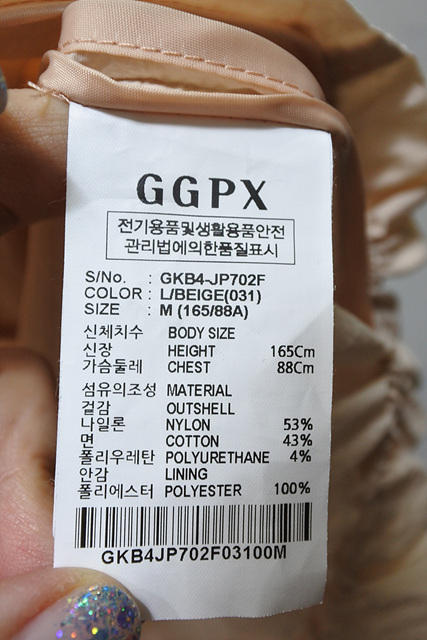 GGPX
전기용품및생활용품안전
관리법에의한품질표시
S/No. : GKB4-JP702F
COLOR : L/BEIGE(031)
SIZE : M (165/88A)
신체치수 BODY SIZE
신장 HEIGHT 165Cm
가슴둘레 CHEST 88Cm
섬유의조성 MATERIAL
겉감 OUTSHELL
나일론 NYLON 53%
면 COTTON 43%
폴리우레탄 POLYURETHANE 4%
안감 LINING
폴리에스터 POLYESTER 100%
GKB4JP702F03100M